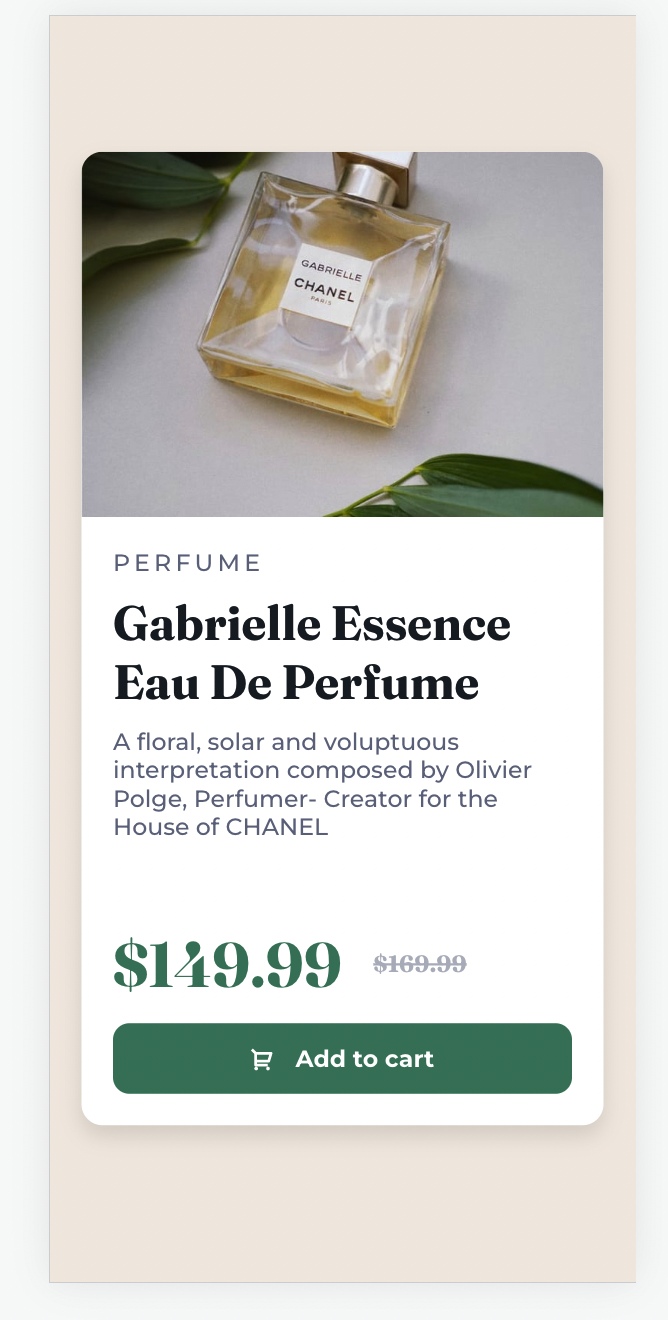 GABRIELLE
CHANEL
PARIS
PERFUME
Gabrielle Essence
Eau De Perfume
A floral, solar and voluptuous
interpretation composed by Olivier
Polge, Perfumer- Creator for the
House of CHANEL
$149.99 $169.99
Add to cart